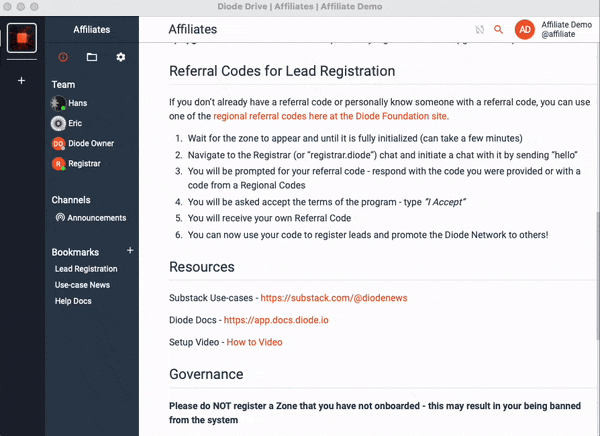 Diode Drive | Affiliates | Affiliate Demo
Affiliates
Affiliates
AD
Affiliate Demo
@affiliate
Team
Hans
Eric
DO Diode Owner
R Registrar
Channels
Announcements
Bookmarks +
Lead Registration
Use-case News
Help Docs
Referral Codes for Lead Registration
If you don't already have a referral code or personally know someone with a referral code, you can use
one of the regional referral codes here at the Diode Foundation site.
1. Wait for the zone to appear and until it is fully initialized (can take a few minutes)
2. Navigate to the Registrar (or "registrar.diode") chat and initiate a chat with it by sending "hello"
3. You will be prompted for your referral code - respond with the code you were provided or with a
code from a Regional Codes
4. You will be asked accept the terms of the program - type "I Accept"
5. You will receive your own Referral Code
6. You can now use your code to register leads and promote the Diode Network to others!
Resources
Substack Use-cases - https://substack.com/@diodenews
Diode Docs - https://app.docs.diode.io
Setup Video - How to Video
Governance
Please do NOT register a Zone that you have not onboarded - this may result in your being banned
from the system